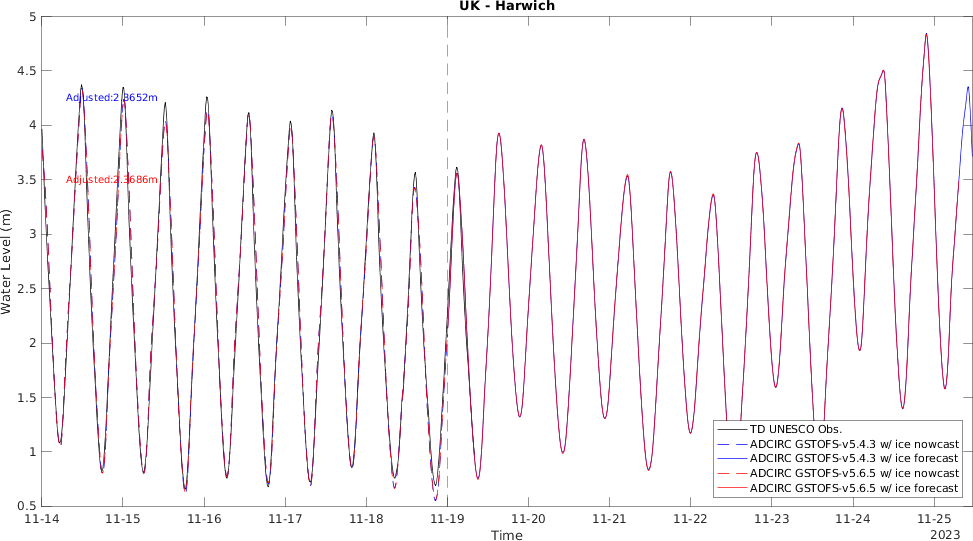 UK - Harwich
Water Level (m)
5
4.5
4
3.5
3
2.5
2
1.5
1
0.5
Adjusted:2.3652m
Adjusted:2.3686m
TD UNESCO Obs.
ADCIRC GSTOFS-v5.4.3 w/ ice nowcast
ADCIRC GSTOFS-v5.4.3 w/ ice forecast
ADCIRC GSTOFS-v5.6.5 w/ ice nowcast
ADCIRC GSTOFS-v5.6.5 w/ ice forecast
11-14 11-15 11-16 11-17 11-18 11-19 11-20 11-21 11-22 11-23 11-24 11-25
2023
Time